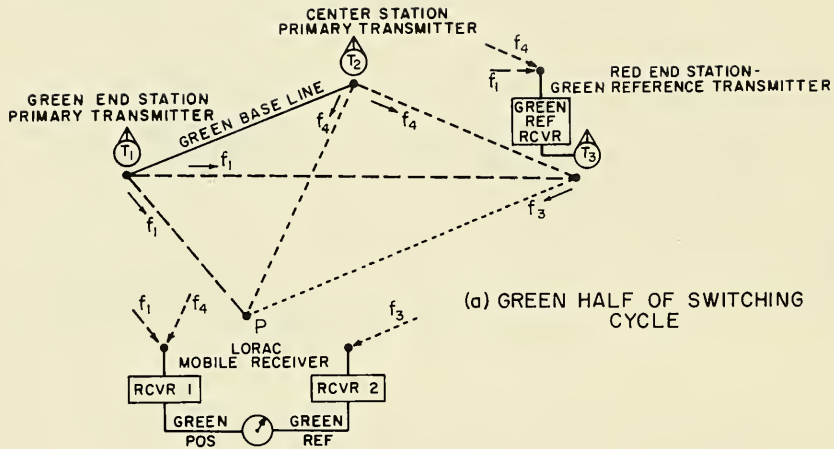 CENTER STATION
PRIMARY TRANSMITTER
T2
f4
f1
RED END STATION-
GREEN REFERENCE TRANSMITTER
GREEN
REF
RCVR
T3
GREEN END STATION
PRIMARY TRANSMITTER
T1
GREEN BASE LINE
f4
f4
f1
f1
f3
P
(a) GREEN HALF OF SWITCHING
CYCLE
f1
f4
f3
LORAC
MOBILE RECEIVER
RCVR 1
RCVR 2
GREEN
POS
GREEN
REF